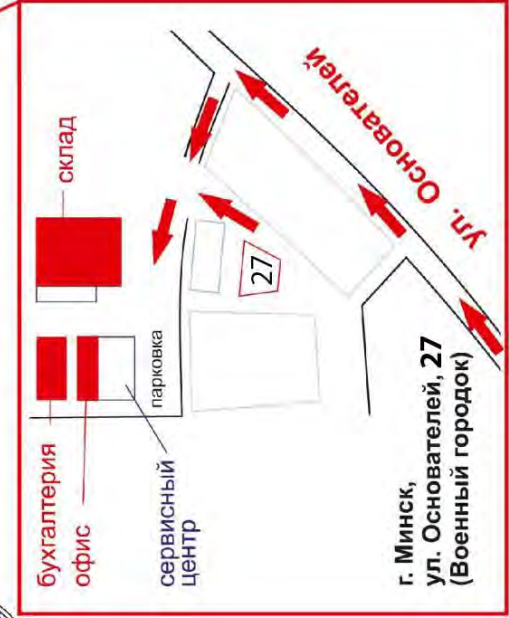 бухгалтерия
офис
склад
сервисный
центр
парковка
27
ул. Основателей
г. Минск,
ул. Основателей, 27
(Военный городок)